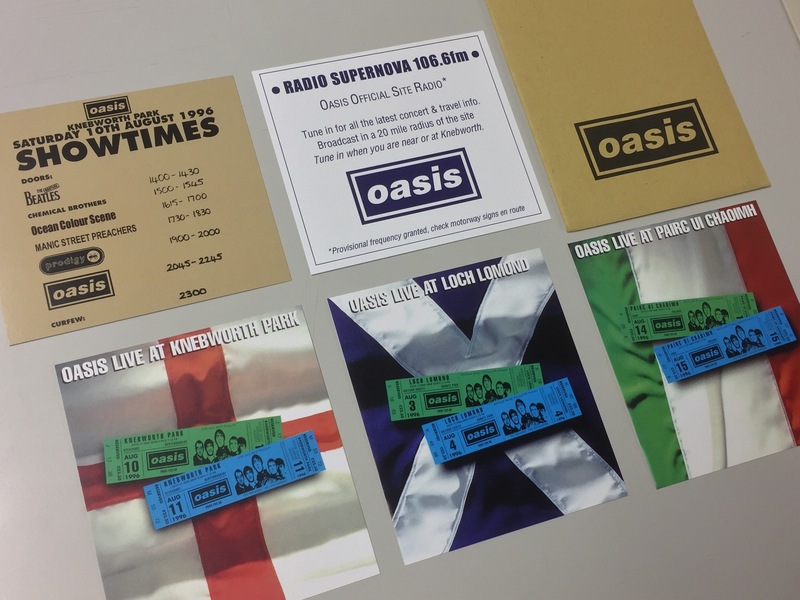 oasis
KNEBWORTH PARK
SATURDAY 10TH AUGUST 1996
SHOWTIMES
DOORS:
1400 - 1430
BEATLES
1500 - 1545
CHEMICAL BROTHERS
1615 - 1700
Ocean Colour Scene
1730 - 1830
MANIC STREET PREACHERS
1900 - 2000
prodigy
2045 - 2245
oasis
2300
CURFEW:
• RADIO SUPERNOVA 106.6fm •
OASIS OFFICIAL SITE RADIO*
Tune in for all the latest concert & travel info.
Broadcast in a 20 mile radius of the site
Tune in when you are near or at Knebworth.
oasis
*Provisional frequency granted, check motorway signs en route
oasis
OASIS LIVE AT KNEBWORTH PARK
KNEBWORTH PARK
AUG
10
1996
oasis
KNEBWORTH PARK
AUG
11
1996
oasis
11
OASIS LIVE AT LOCH LOMOND
LOCH LOMOND
AUG
3
1996
oasis
LOCH LOMOND
AUG
4
1996
oasis
4
OASIS LIVE AT PAIRC UI CHAOIMH
PAIRC UI CHAOIMH
AUG
14
1996
oasis
PAIRC UI CHAOIMH
AUG
15
1996
oasis
15